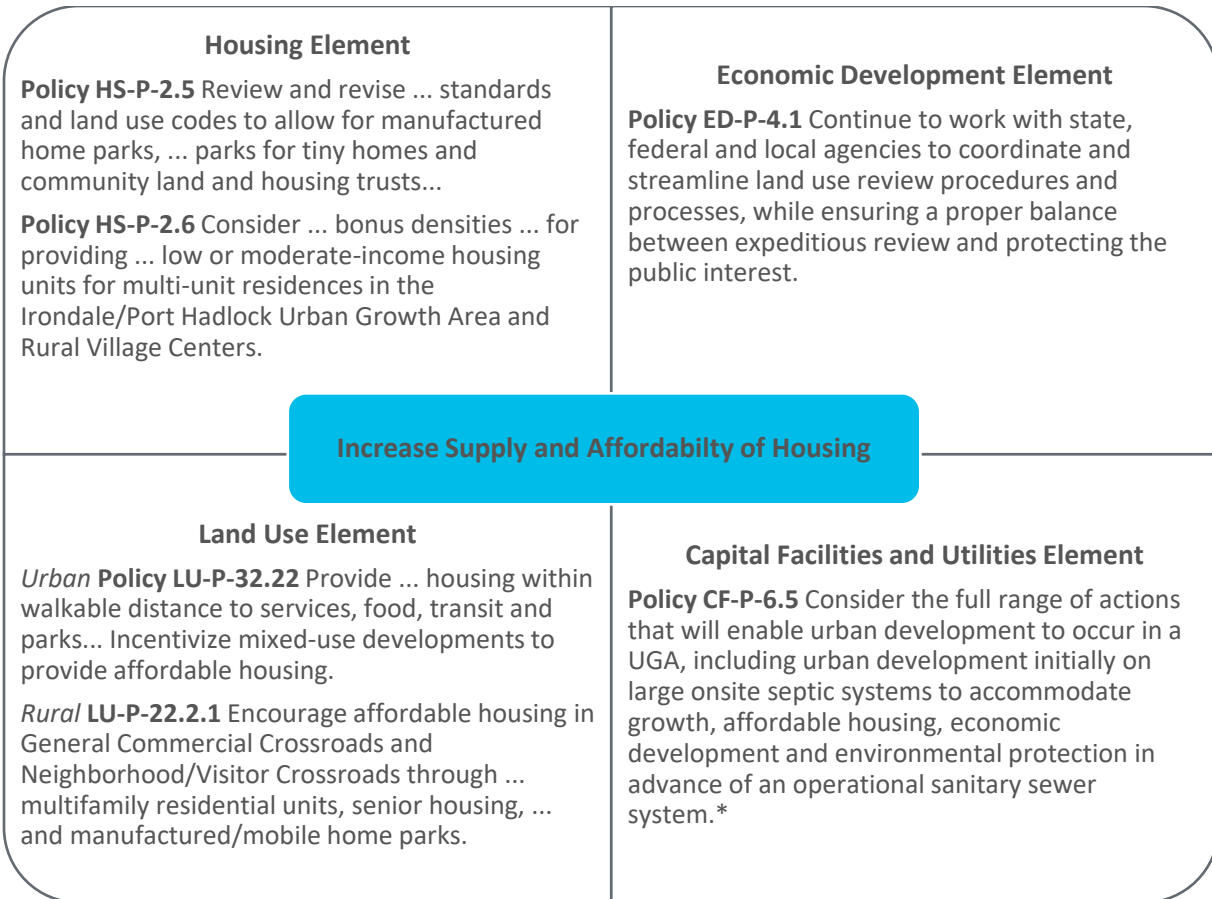 Housing Element
Policy HS-P-2.5 Review and revise ... standards
and land use codes to allow for manufactured
home parks, ... parks for tiny homes and
community land and housing trusts...
Policy HS-P-2.6 Consider ... bonus densities ... for
providing ... low or moderate-income housing
units for multi-unit residences in the
Irondale/Port Hadlock Urban Growth Area and
Rural Village Centers.
Economic Development Element
Policy ED-P-4.1 Continue to work with state,
federal and local agencies to coordinate and
streamline land use review procedures and
processes, while ensuring a proper balance
between expeditious review and protecting the
public interest.
Increase Supply and Affordabilty of Housing
Land Use Element
Urban Policy LU-P-32.22 Provide ... housing within
walkable distance to services, food, transit and
parks... Incentivize mixed-use developments to
provide affordable housing.
Rural LU-P-22.2.1 Encourage affordable housing in
General Commercial Crossroads and
Neighborhood/Visitor Crossroads through ...
multifamily residential units, senior housing, ...
and manufactured/mobile home parks.
Capital Facilities and Utilities Element
Policy CF-P-6.5 Consider the full range of actions
that will enable urban development to occur in a
UGA, including urban development initially on
large onsite septic systems to accommodate
growth, affordable housing, economic
development and environmental protection in
advance of an operational sanitary sewer
system.*